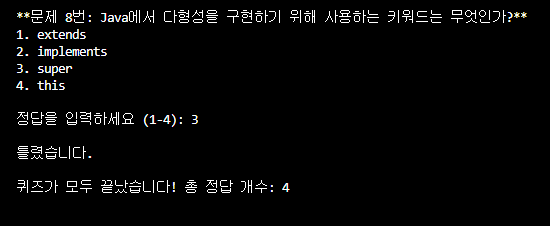 **문제 8번: Java에서 다형성을 구현하기 위해 사용하는 키워드는 무엇인가?**
1. extends
2. implements
3. super
4. this
정답을 입력하세요 (1-4): 3
틀렸습니다.
퀴즈가 모두 끝났습니다! 총 정답 개수: 4